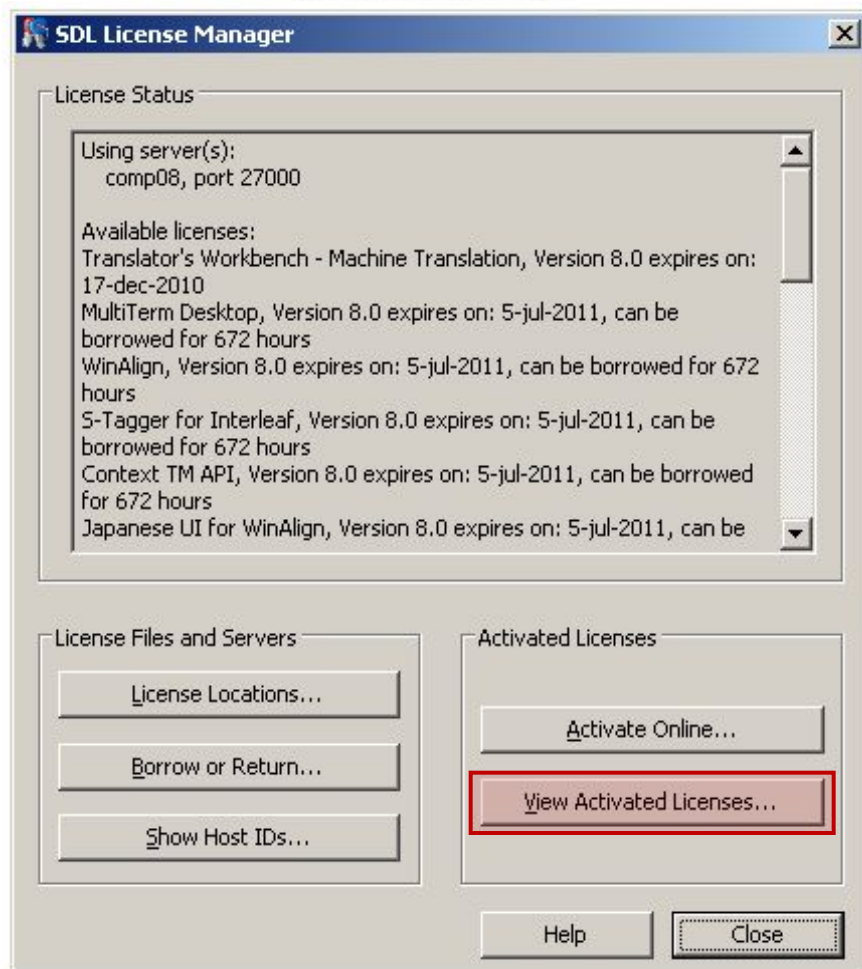 SDL License Manager
License Status
Using server(s):
comp08, port 27000
Available licenses:
Translator's Workbench - Machine Translation, Version 8.0 expires on:
17-dec-2010
MultiTerm Desktop, Version 8.0 expires on: 5-jul-2011, can be
borrowed for 672 hours
WinAlign, Version 8.0 expires on: 5-jul-2011, can be borrowed for 672
hours
S-Tagger for Interleaf, Version 8.0 expires on: 5-jul-2011, can be
borrowed for 672 hours
Context TM API, Version 8.0 expires on: 5-jul-2011, can be borrowed
for 672 hours
Japanese UI for WinAlign, Version 8.0 expires on: 5-jul-2011, can be
License Files and Servers
License Locations...
Borrow or Return...
Show Host IDs...
Activated Licenses
Activate Online...
View Activated Licenses...
Help
Close